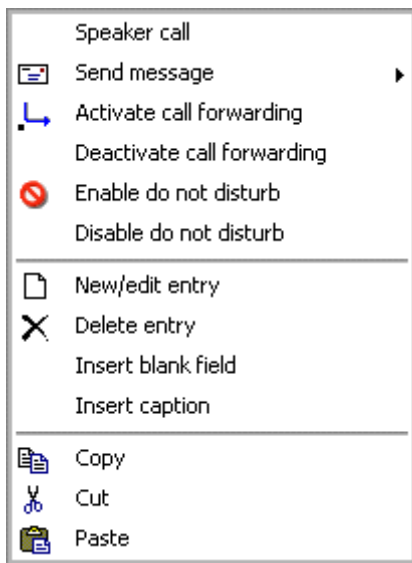 Speaker call
Send message
Activate call forwarding
Deactivate call forwarding
Enable do not disturb
Disable do not disturb
New/edit entry
Delete entry
Insert blank field
Insert caption
Copy
Cut
Paste